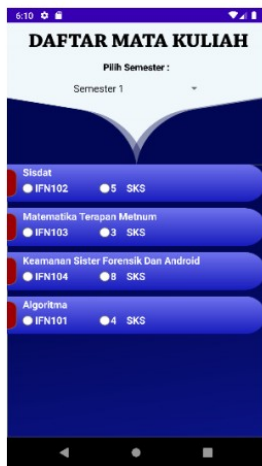 6:10
DAFTAR MATA KULIAH
Pilih Semester :
Semester 1
Sisdat
IFN102 5 SKS
Matematika Terapan Metnum
IFN103 3 SKS
Keamanan Sister Forensik Dan Android
IFN104 8 SKS
Algoritma
IFN101 4 SKS